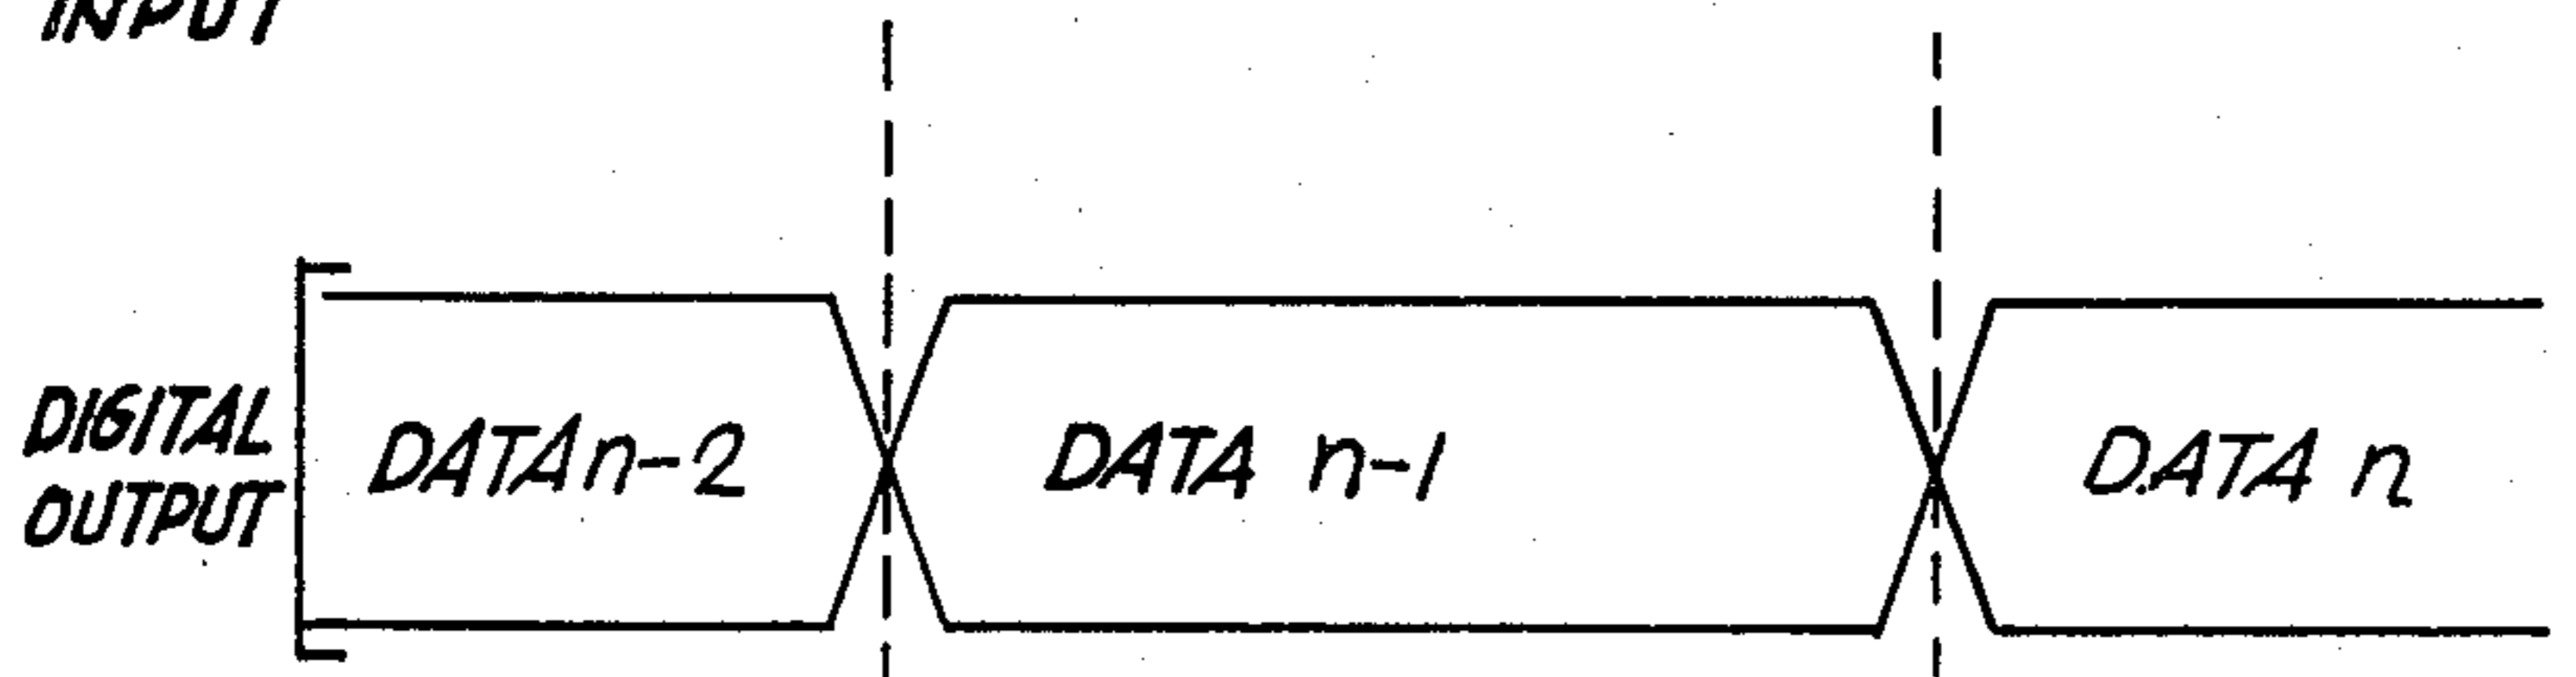 INPUT
DIGITAL
OUTPUT
DATA n-2
DATA n-1
DATA n